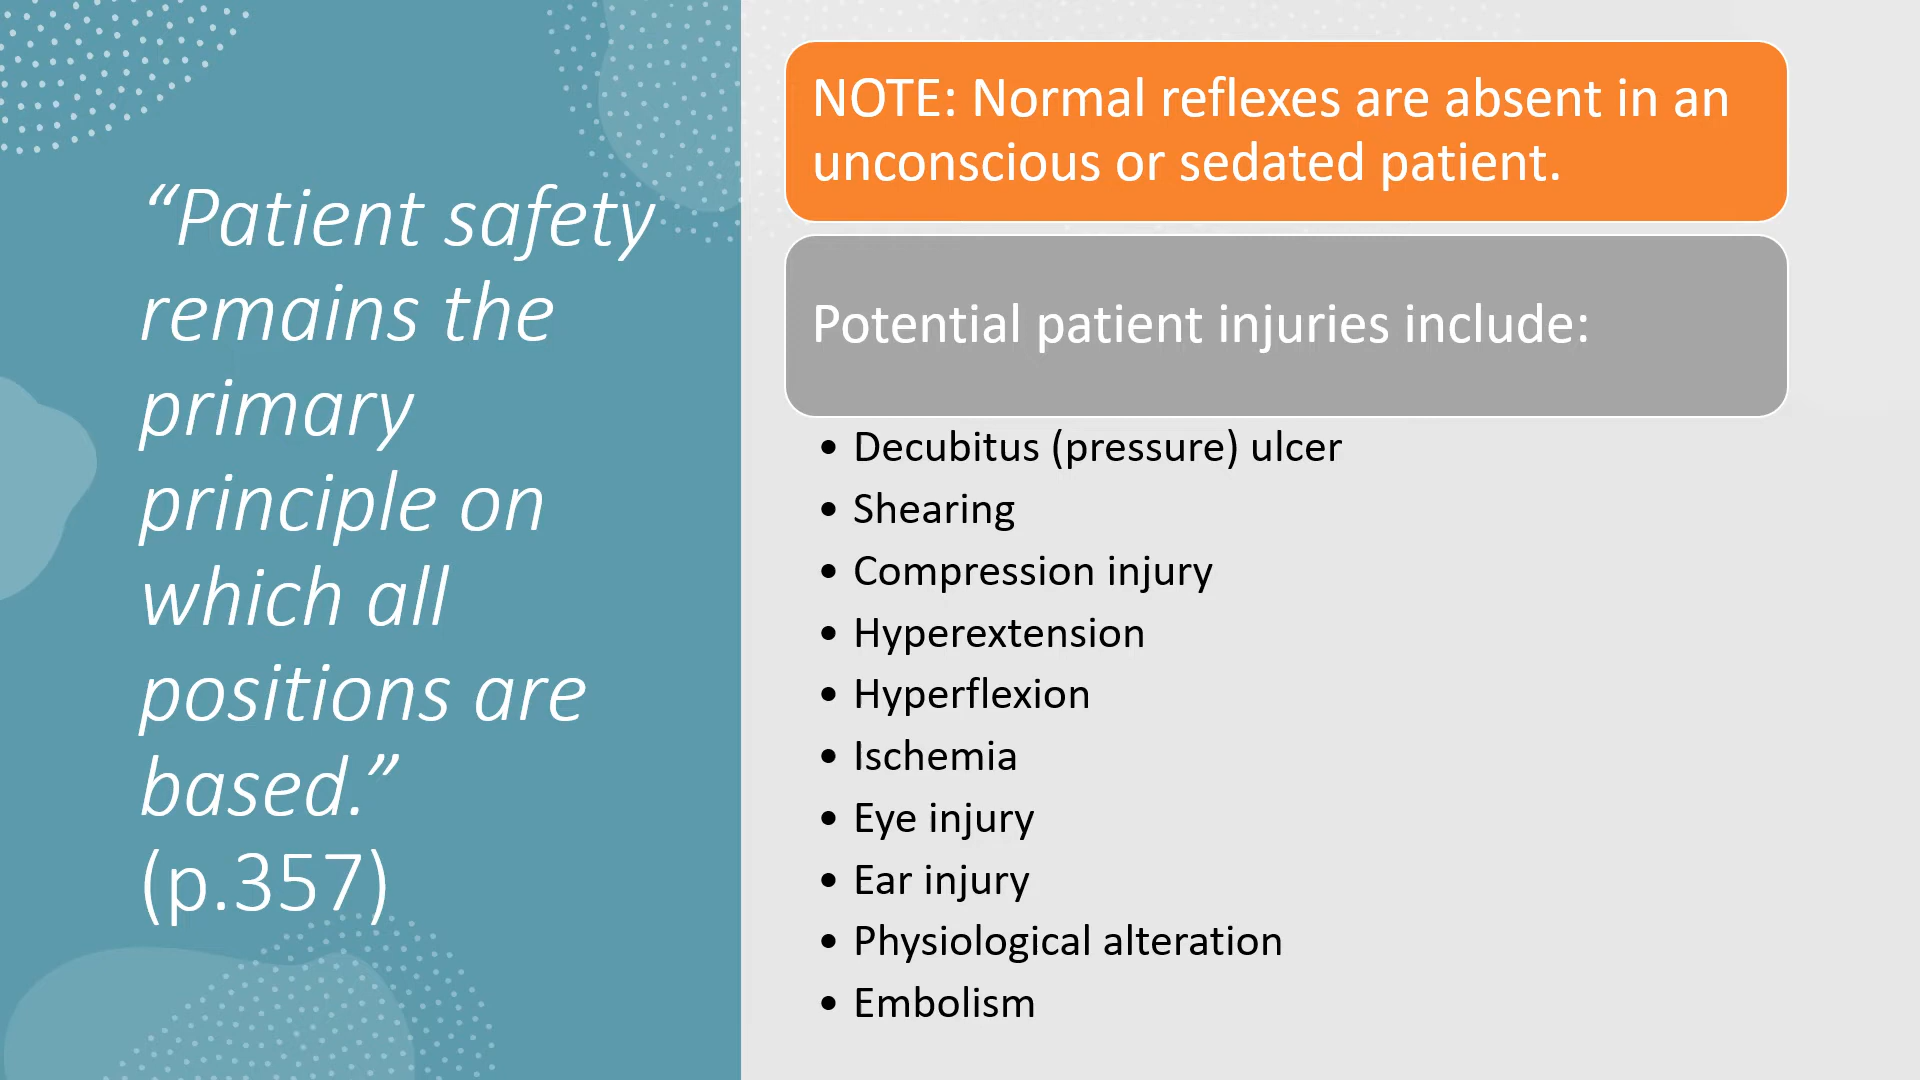 “Patient safety
remains the
primary
principle on
which all
positions are
based.”
(p.357)
NOTE: Normal reflexes are absent in an
unconscious or sedated patient.
Potential patient injuries include:
• Decubitus (pressure) ulcer
• Shearing
• Compression injury
• Hyperextension
• Hyperflexion
• Ischemia
• Eye injury
• Ear injury
• Physiological alteration
• Embolism